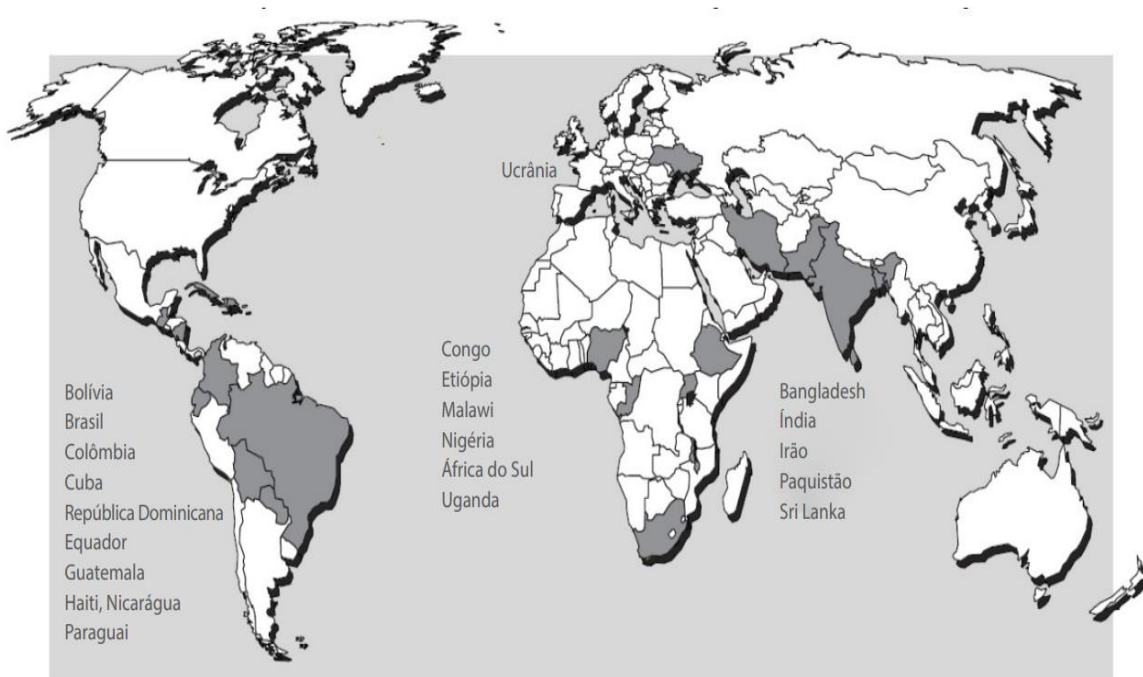 Ucrânia
Bolívia
Brasil
Colômbia
Cuba
República Dominicana
Equador
Guatemala
Haiti, Nicarágua
Paraguai
Congo
Etiópia
Malawi
Nigéria
África do Sul
Uganda
Bangladesh
Índia
Irão
Paquistão
Sri Lanka